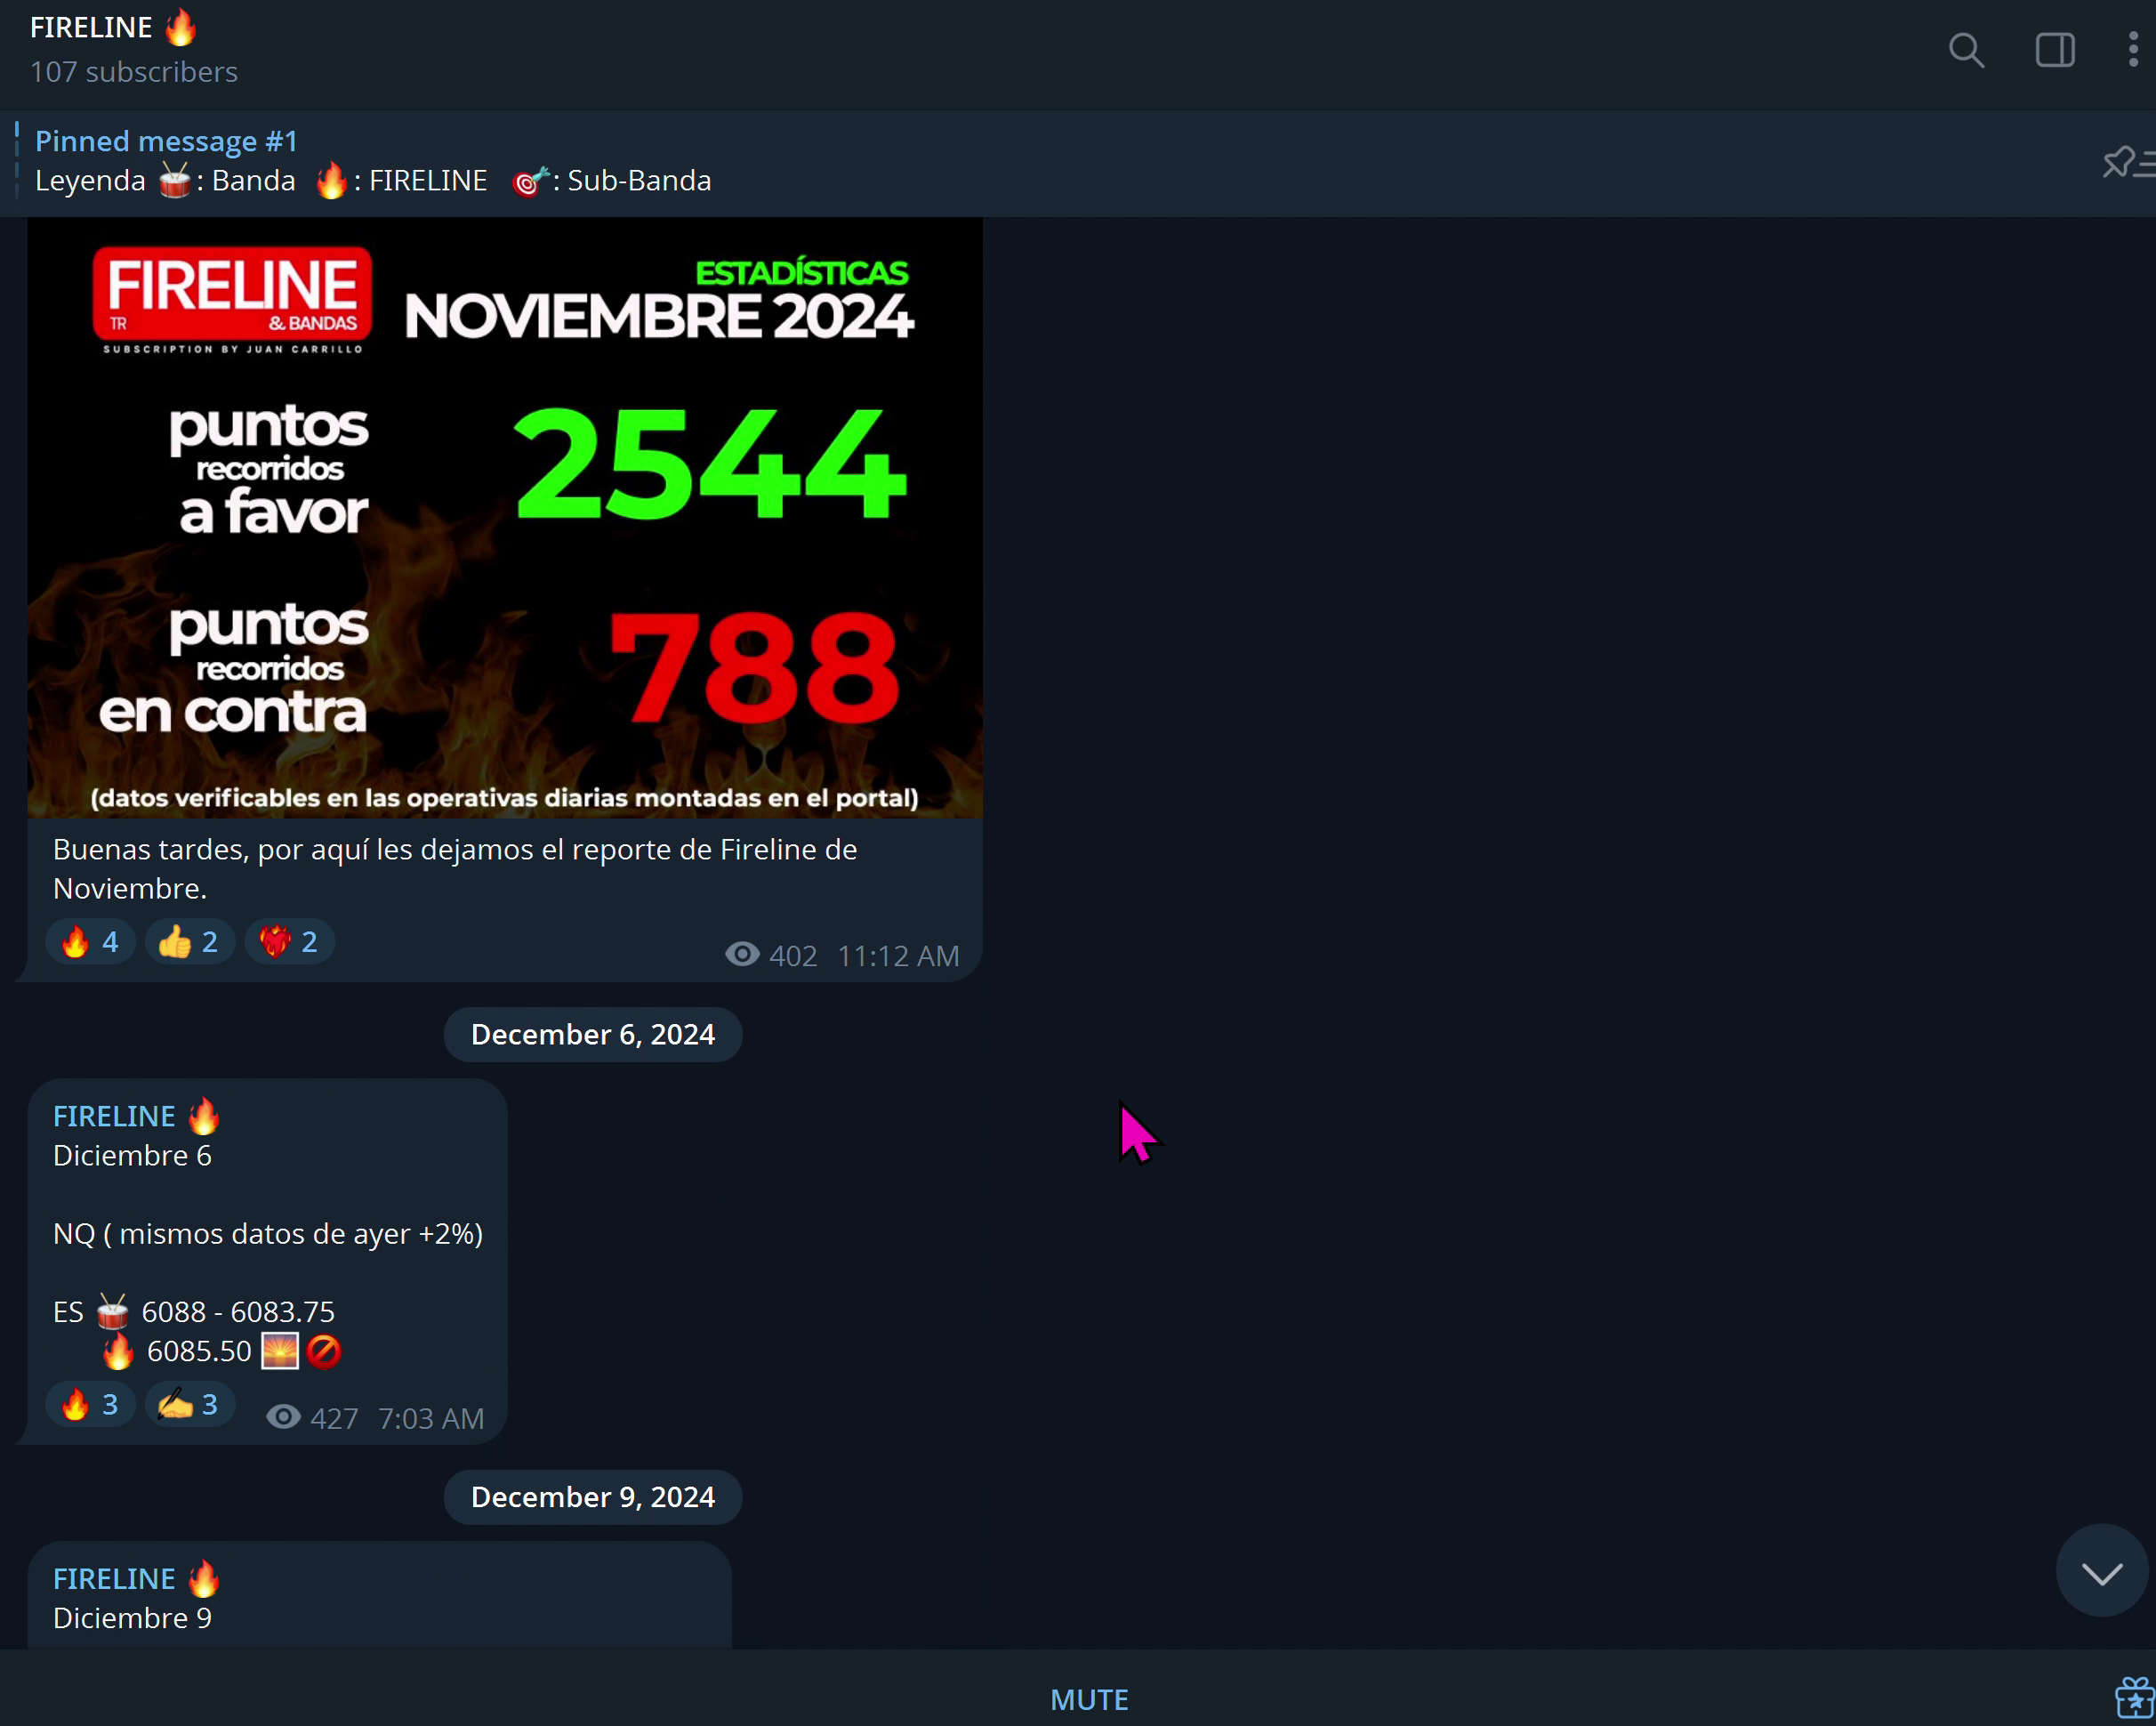 FIRELINE 🔥
107 subscribers
Pinned message #1
Leyenda 🥁: Banda 🔥: FIRELINE 🎯: Sub-Banda
FIRELINE
TR & BANDAS
SUBSCRIPTION BY JUAN CARRILLO
ESTADÍSTICAS
NOVIEMBRE 2024
puntos
recorridos
a favor
2544
puntos
recorridos
en contra
788
(datos verificables en las operativas diarias montadas en el portal)
Buenas tardes, por aquí les dejamos el reporte de Fireline de
Noviembre.
🔥 4 👍 2 ❤️‍🔥 2 402 11:12 AM
December 6, 2024
FIRELINE 🔥
Diciembre 6
NQ ( mismos datos de ayer +2%)
ES 🥁 6088 - 6083.75
🔥 6085.50 🌅🚫
🔥 3 ✍️ 3 427 7:03 AM
December 9, 2024
FIRELINE 🔥
Diciembre 9
MUTE